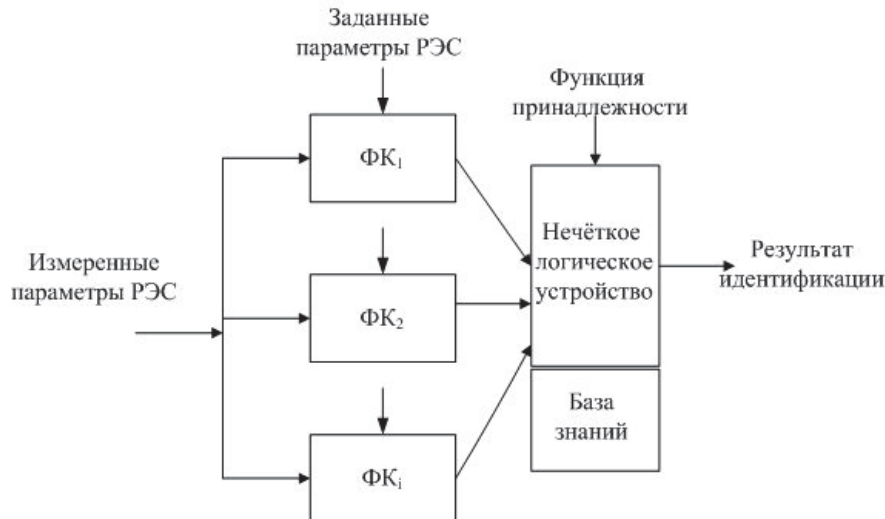 Заданные
параметры РЭС
Функция
принадлежности
ФК₁
Измеренные
параметры РЭС
ФК₂
Нечёткое
логическое
устройство
Результат
идентификации
База
знаний
ФКᵢ